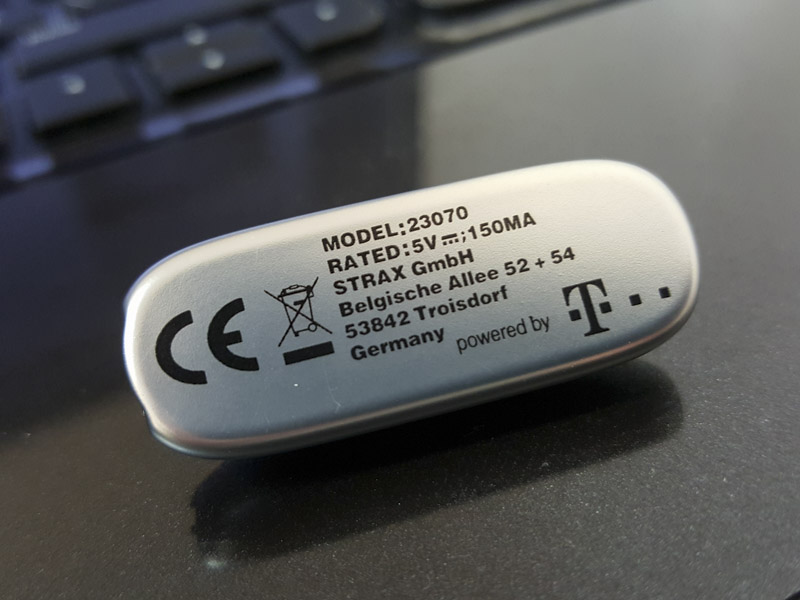 MODEL:23070
RATED:5V⎓;150MA
STRAX GmbH
Belgische Allee 52 + 54
53842 Troisdorf
Germany
CE
powered by T